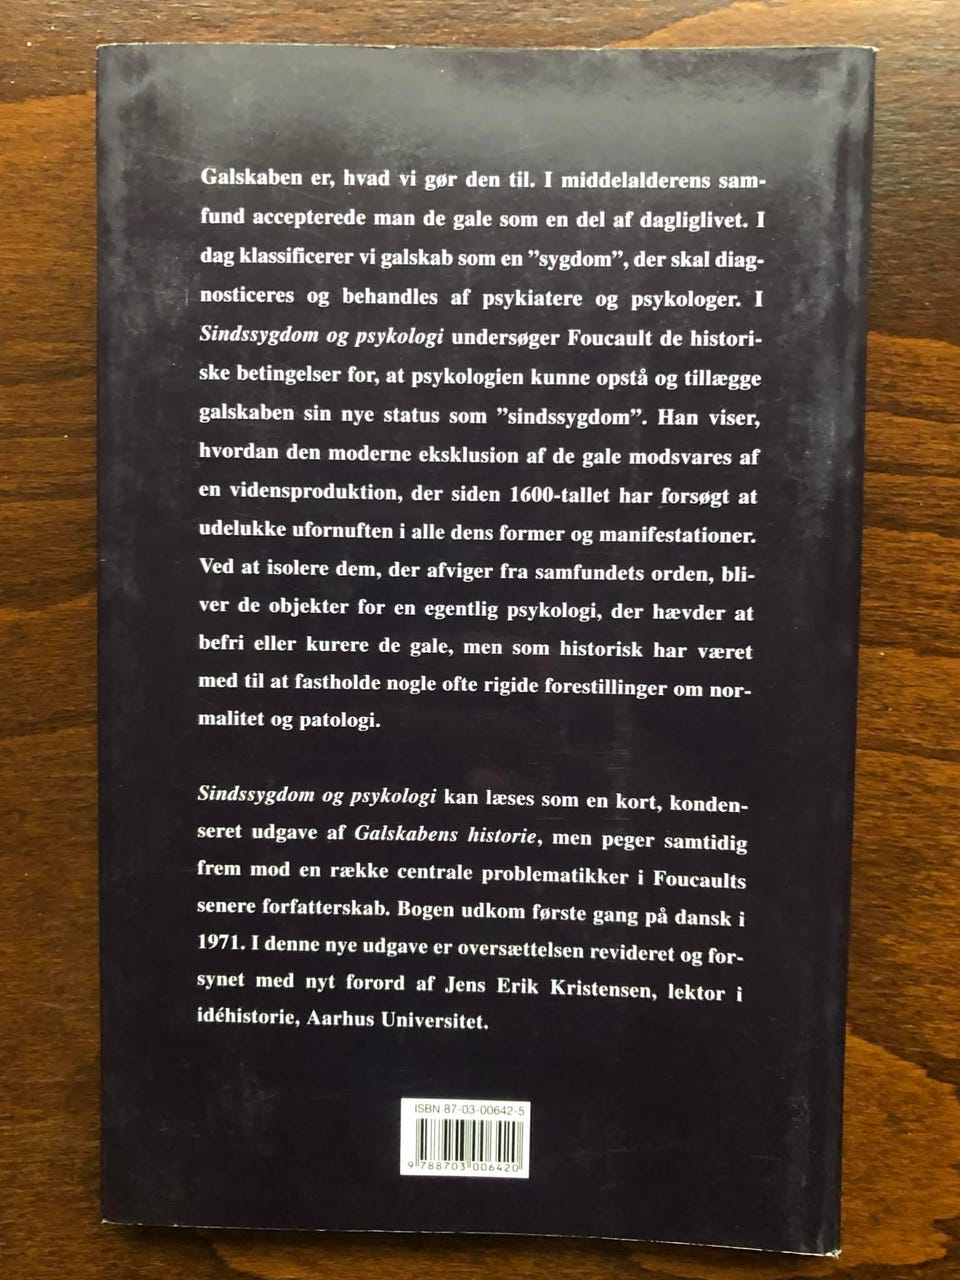 Galskaben er, hvad vi gør den til. I middelalderens sam-
fund accepterede man de gale som en del af dagliglivet. I
dag klassificerer vi galskab som en ”sygdom”, der skal diag-
nosticeres og behandles af psykiatere og psykologer. I
Sindssygdom og psykologi undersøger Foucault de histori-
ske betingelser for, at psykologien kunne opstå og tillægge
galskaben sin nye status som ”sindssygdom”. Han viser,
hvordan den moderne eksklusion af de gale modsvares af
en vidensproduktion, der siden 1600-tallet har forsøgt at
udelukke ufornuften i alle dens former og manifestationer.
Ved at isolere dem, der afviger fra samfundets orden, bli-
ver de objekter for en egentlig psykologi, der hævder at
befri eller kurere de gale, men som historisk har været
med til at fastholde nogle ofte rigide forestillinger om nor-
malitet og patologi.
Sindssygdom og psykologi kan læses som en kort, konden-
seret udgave af Galskabens historie, men peger samtidig
frem mod en række centrale problematikker i Foucaults
senere forfatterskab. Bogen udkom første gang på dansk i
1971. I denne nye udgave er oversættelsen revideret og for-
synet med nyt forord af Jens Erik Kristensen, lektor i
idéhistorie, Aarhus Universitet.
ISBN 87-03-00642-5
9 788703 006420